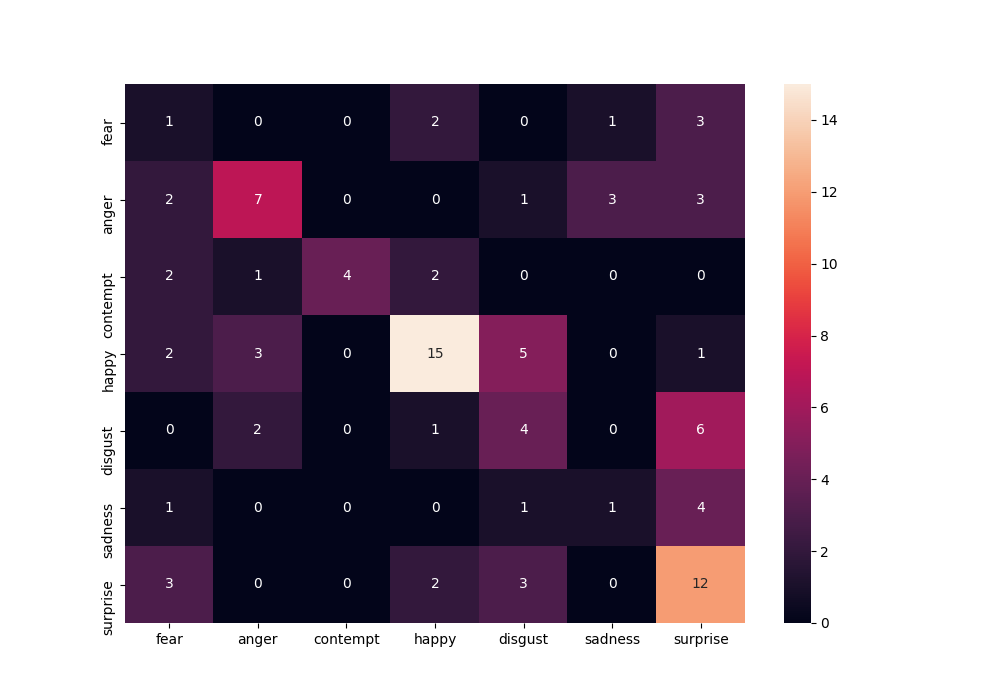 fear 1 0 0 2 0 1 3
anger 2 7 0 0 1 3 3
contempt 2 1 4 2 0 0 0
happy 2 3 0 15 5 0 1
disgust 0 2 0 1 4 0 6
sadness 1 0 0 0 1 1 4
surprise 3 0 0 2 3 0 12
fear anger contempt happy disgust sadness surprise
14
12
10
8
6
4
2
0